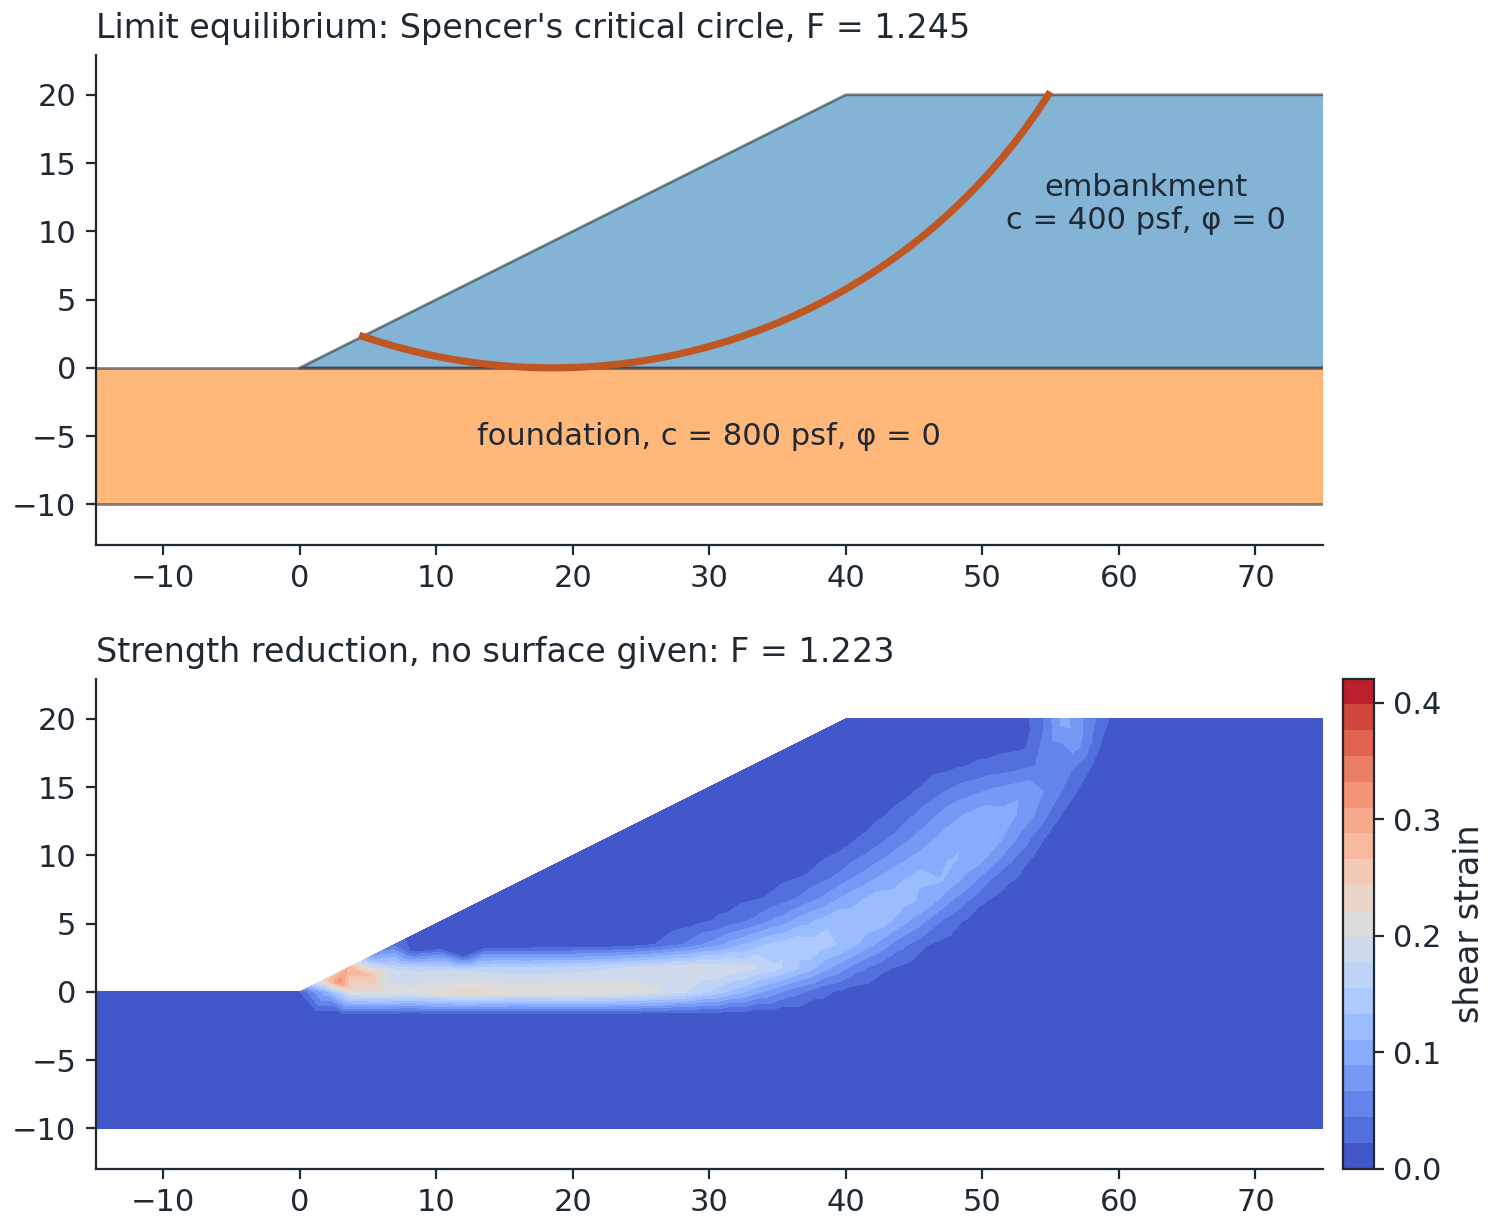 Limit equilibrium: Spencer's critical circle, F = 1.245
20
15
10
5
0
−5
−10
embankment
c = 400 psf, φ = 0
foundation, c = 800 psf, φ = 0
−10 0 10 20 30 40 50 60 70
Strength reduction, no surface given: F = 1.223
20
15
10
5
0
−5
−10
−10 0 10 20 30 40 50 60 70
0.4
0.3
0.2
0.1
0.0
shear strain